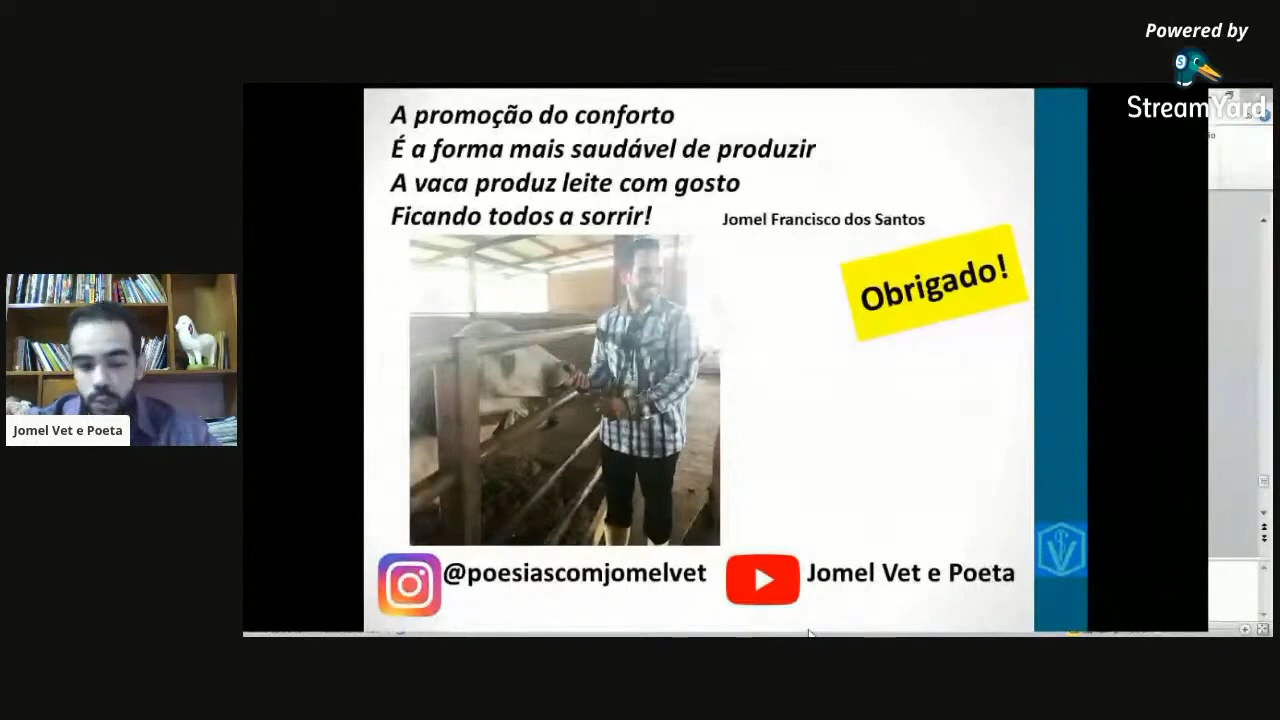 Powered by
StreamYard
A promoção do conforto
É a forma mais saudável de produzir
A vaca produz leite com gosto
Ficando todos a sorrir!
Jomel Francisco dos Santos
Obrigado!
Jomel Vet e Poeta
@poesiascomjomelvet
Jomel Vet e Poeta